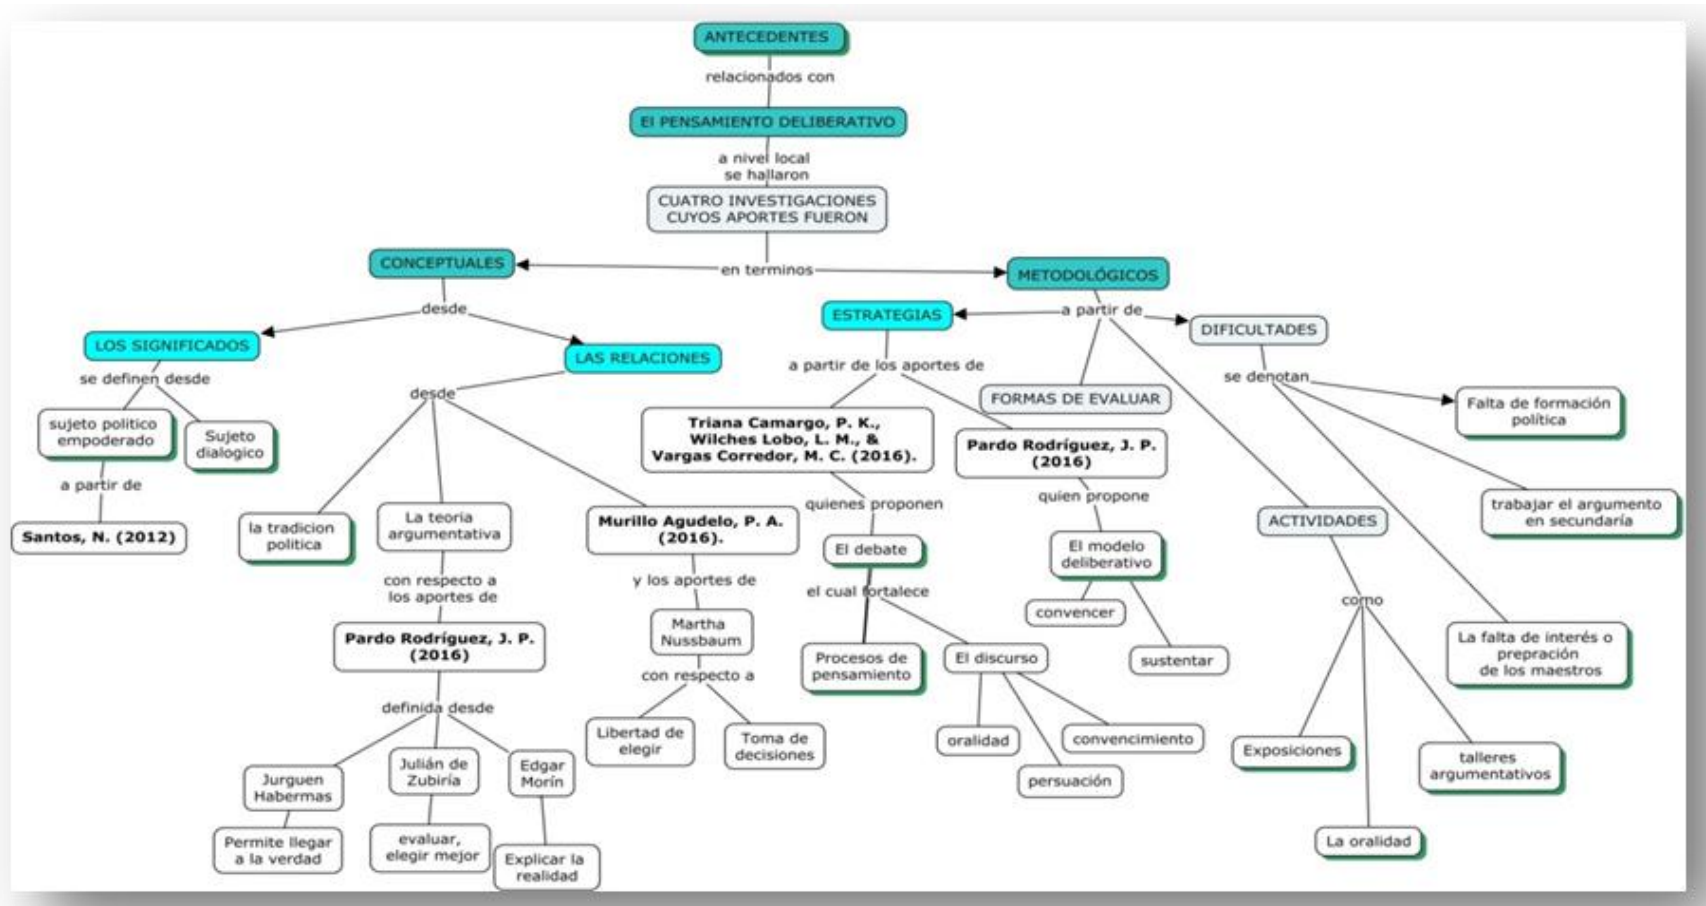 ANTECEDENTES
relacionados con
El PENSAMIENTO DELIBERATIVO
a nivel local
se hallaron
CUATRO INVESTIGACIONES
CUYOS APORTES FUERON
en terminos
CONCEPTUALES
desde
LOS SIGNIFICADOS
se definen desde
sujeto politico
empoderado
a partir de
Santos, N. (2012)
Sujeto
dialogico
LAS RELACIONES
desde
la tradicion
politica
La teoria
argumentativa
con respecto a
los aportes de
Pardo Rodríguez, J. P.
(2016)
definida desde
Jurguen
Habermas
Permite llegar
a la verdad
Julián de
Zubiría
evaluar,
elegir mejor
Edgar
Morín
Explicar la
realidad
Murillo Agudelo, P. A.
(2016).
y los aportes de
Martha
Nussbaum
con respecto a
Libertad de
elegir
Toma de
decisiones
METODOLÓGICOS
a partir de
ESTRATEGIAS
a partir de los aportes de
Triana Camargo, P. K.,
Wilches Lobo, L. M., &
Vargas Corredor, M. C. (2016).
quienes proponen
El debate
el cual fortalece
Procesos de
pensamiento
El discurso
oralidad
persuación
convencimiento
Pardo Rodríguez, J. P.
(2016)
quien propone
El modelo
deliberativo
convencer
sustentar
FORMAS DE EVALUAR
ACTIVIDADES
como
Exposiciones
La oralidad
talleres
argumentativos
DIFICULTADES
se denotan
Falta de formación
política
trabajar el argumento
en secundaría
La falta de interés o
prepración
de los maestros